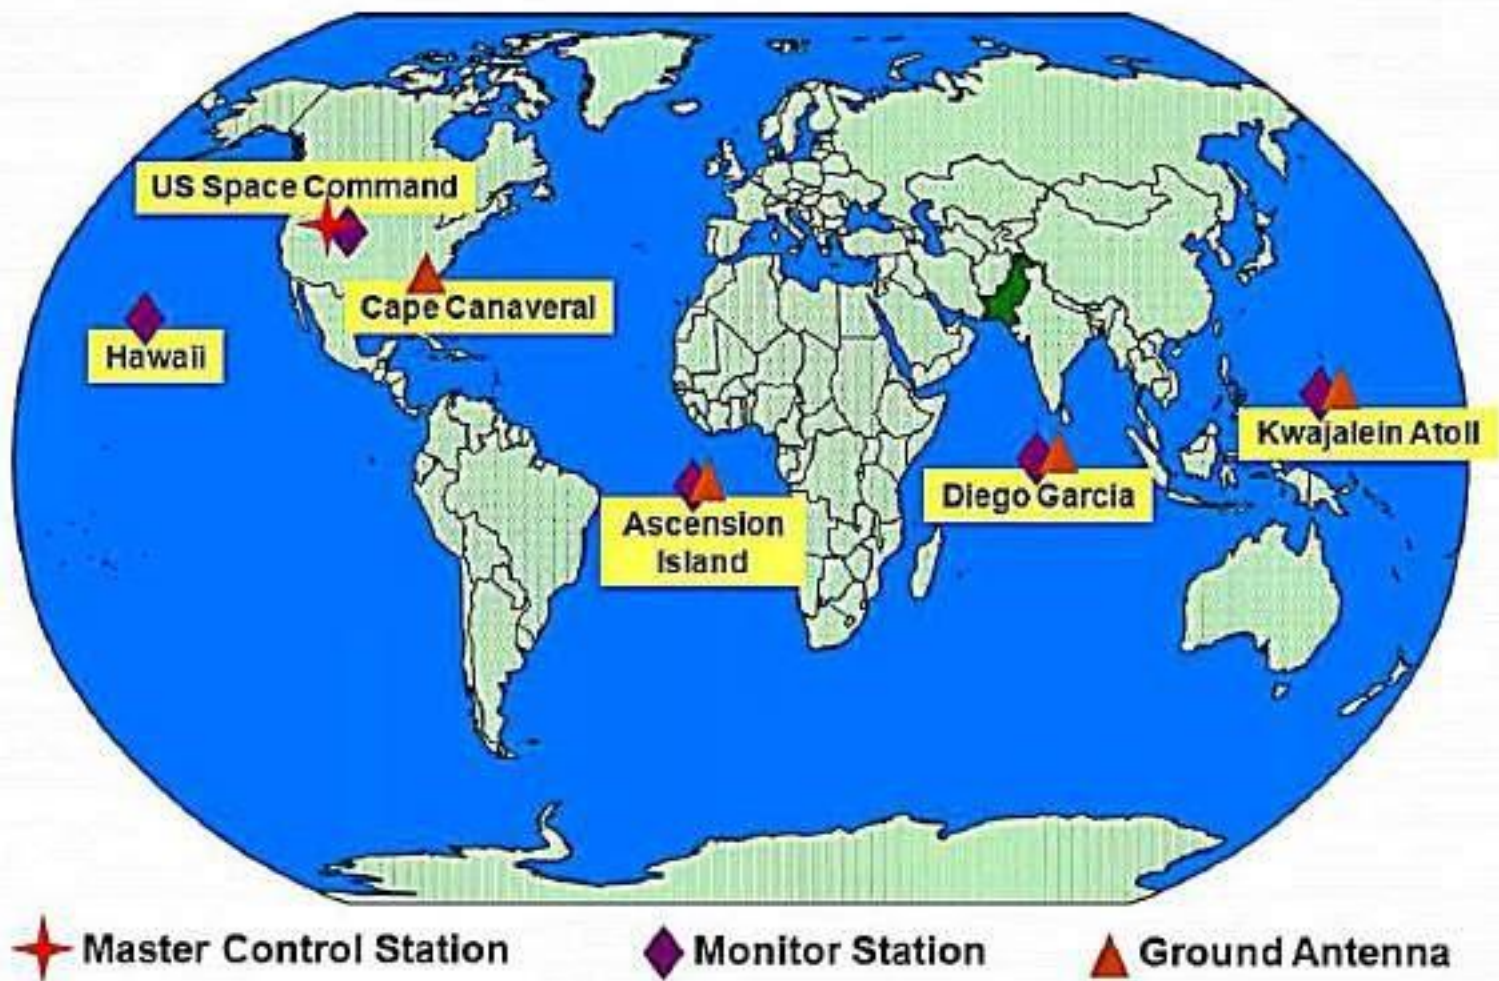 US Space Command
Cape Canaveral
Hawaii
Kwajalein Atoll
Diego Garcia
Ascension
Island
Master Control Station
Monitor Station
Ground Antenna